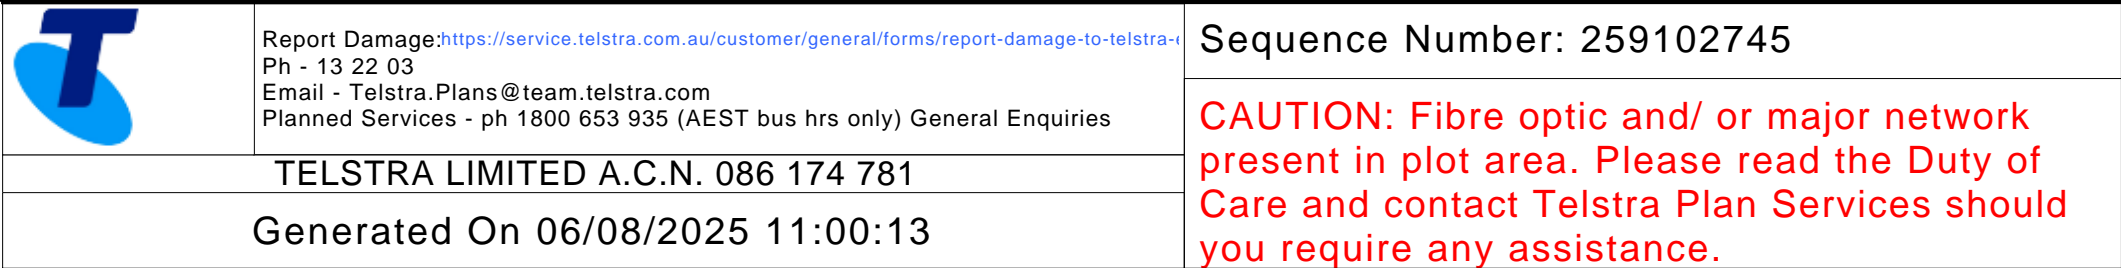 Report Damage:https://service.telstra.com.au/customer/general/forms/report-damage-to-telstra-
Ph - 13 22 03
Email - Telstra.Plans@team.telstra.com
Planned Services - ph 1800 653 935 (AEST bus hrs only) General Enquiries
TELSTRA LIMITED A.C.N. 086 174 781
Generated On 06/08/2025 11:00:13
Sequence Number: 259102745
CAUTION: Fibre optic and/ or major network
present in plot area. Please read the Duty of
Care and contact Telstra Plan Services should
you require any assistance.